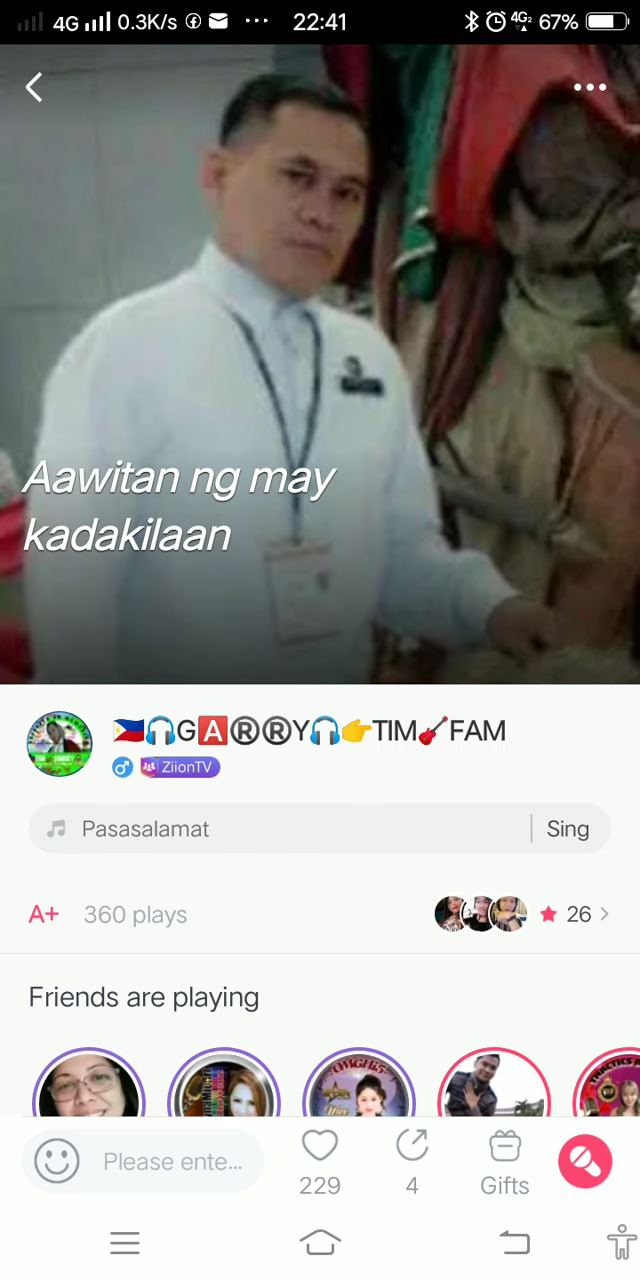 4G 0.3K/s 22:41 4G2 67%
Aawitan ng may
kadakilaan
🇵🇭🎧G🅰️®®Y🎧👉TIM🎸FAM
ZiionTV
Pasasalamat Sing
A+ 360 plays 26
Friends are playing
Please ente...
229 4 Gifts